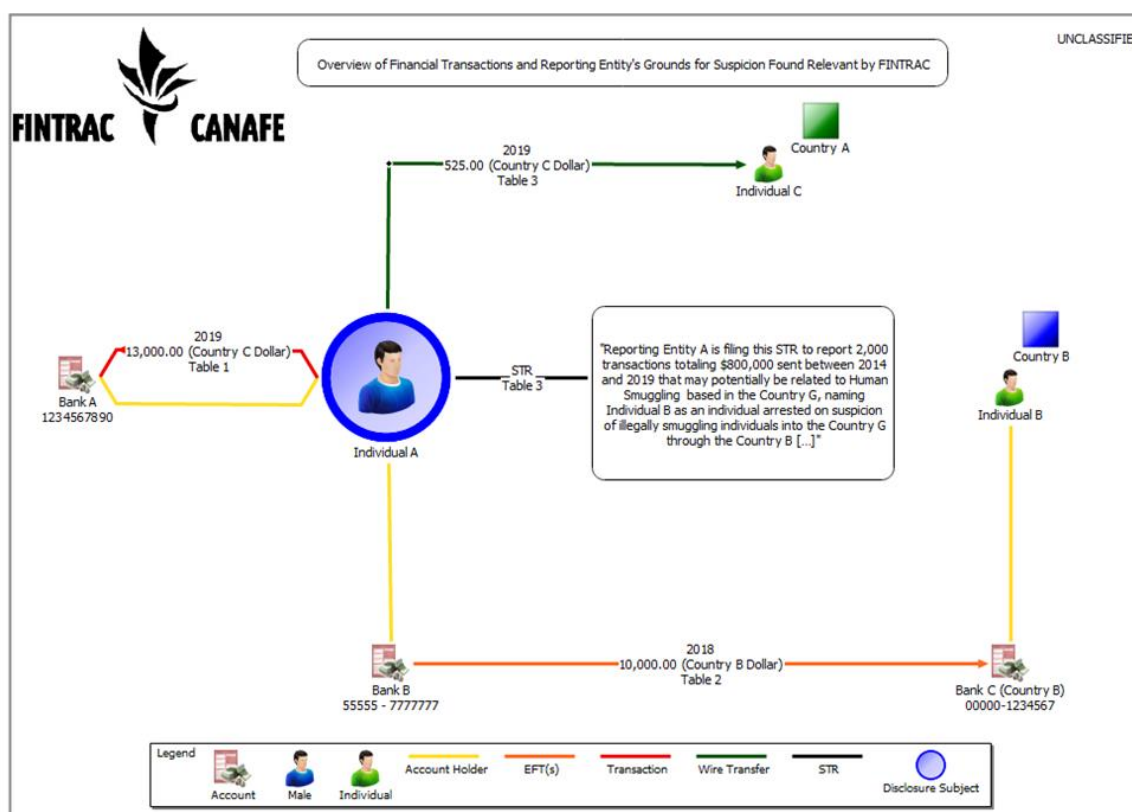 UNCLASSIFIE
Overview of Financial Transactions and Reporting Entity's Grounds for Suspicion Found Relevant by FINTRAC
FINTRAC CANAFE
2019
525.00 (Country C Dollar)
Table 3
Country A
Individual C
2019
13,000.00 (Country C Dollar)
Table 1
Bank A
1234567890
Individual A
STR
Table 3
"Reporting Entity A is filing this STR to report 2,000
transactions totaling $800,000 sent between 2014
and 2019 that may potentially be related to Human
Smuggling based in the Country G, naming
Individual B as an individual arrested on suspicion
of illegally smuggling individuals into the Country G
through the Country B [...]"
Country B
Individual B
Bank B
55555 - 7777777
2018
10,000.00 (Country B Dollar)
Table 2
Bank C (Country B)
00000-1234567
Legend
Account
Male
Individual
Account Holder
EFT(s)
Transaction
Wire Transfer
STR
Disclosure Subject